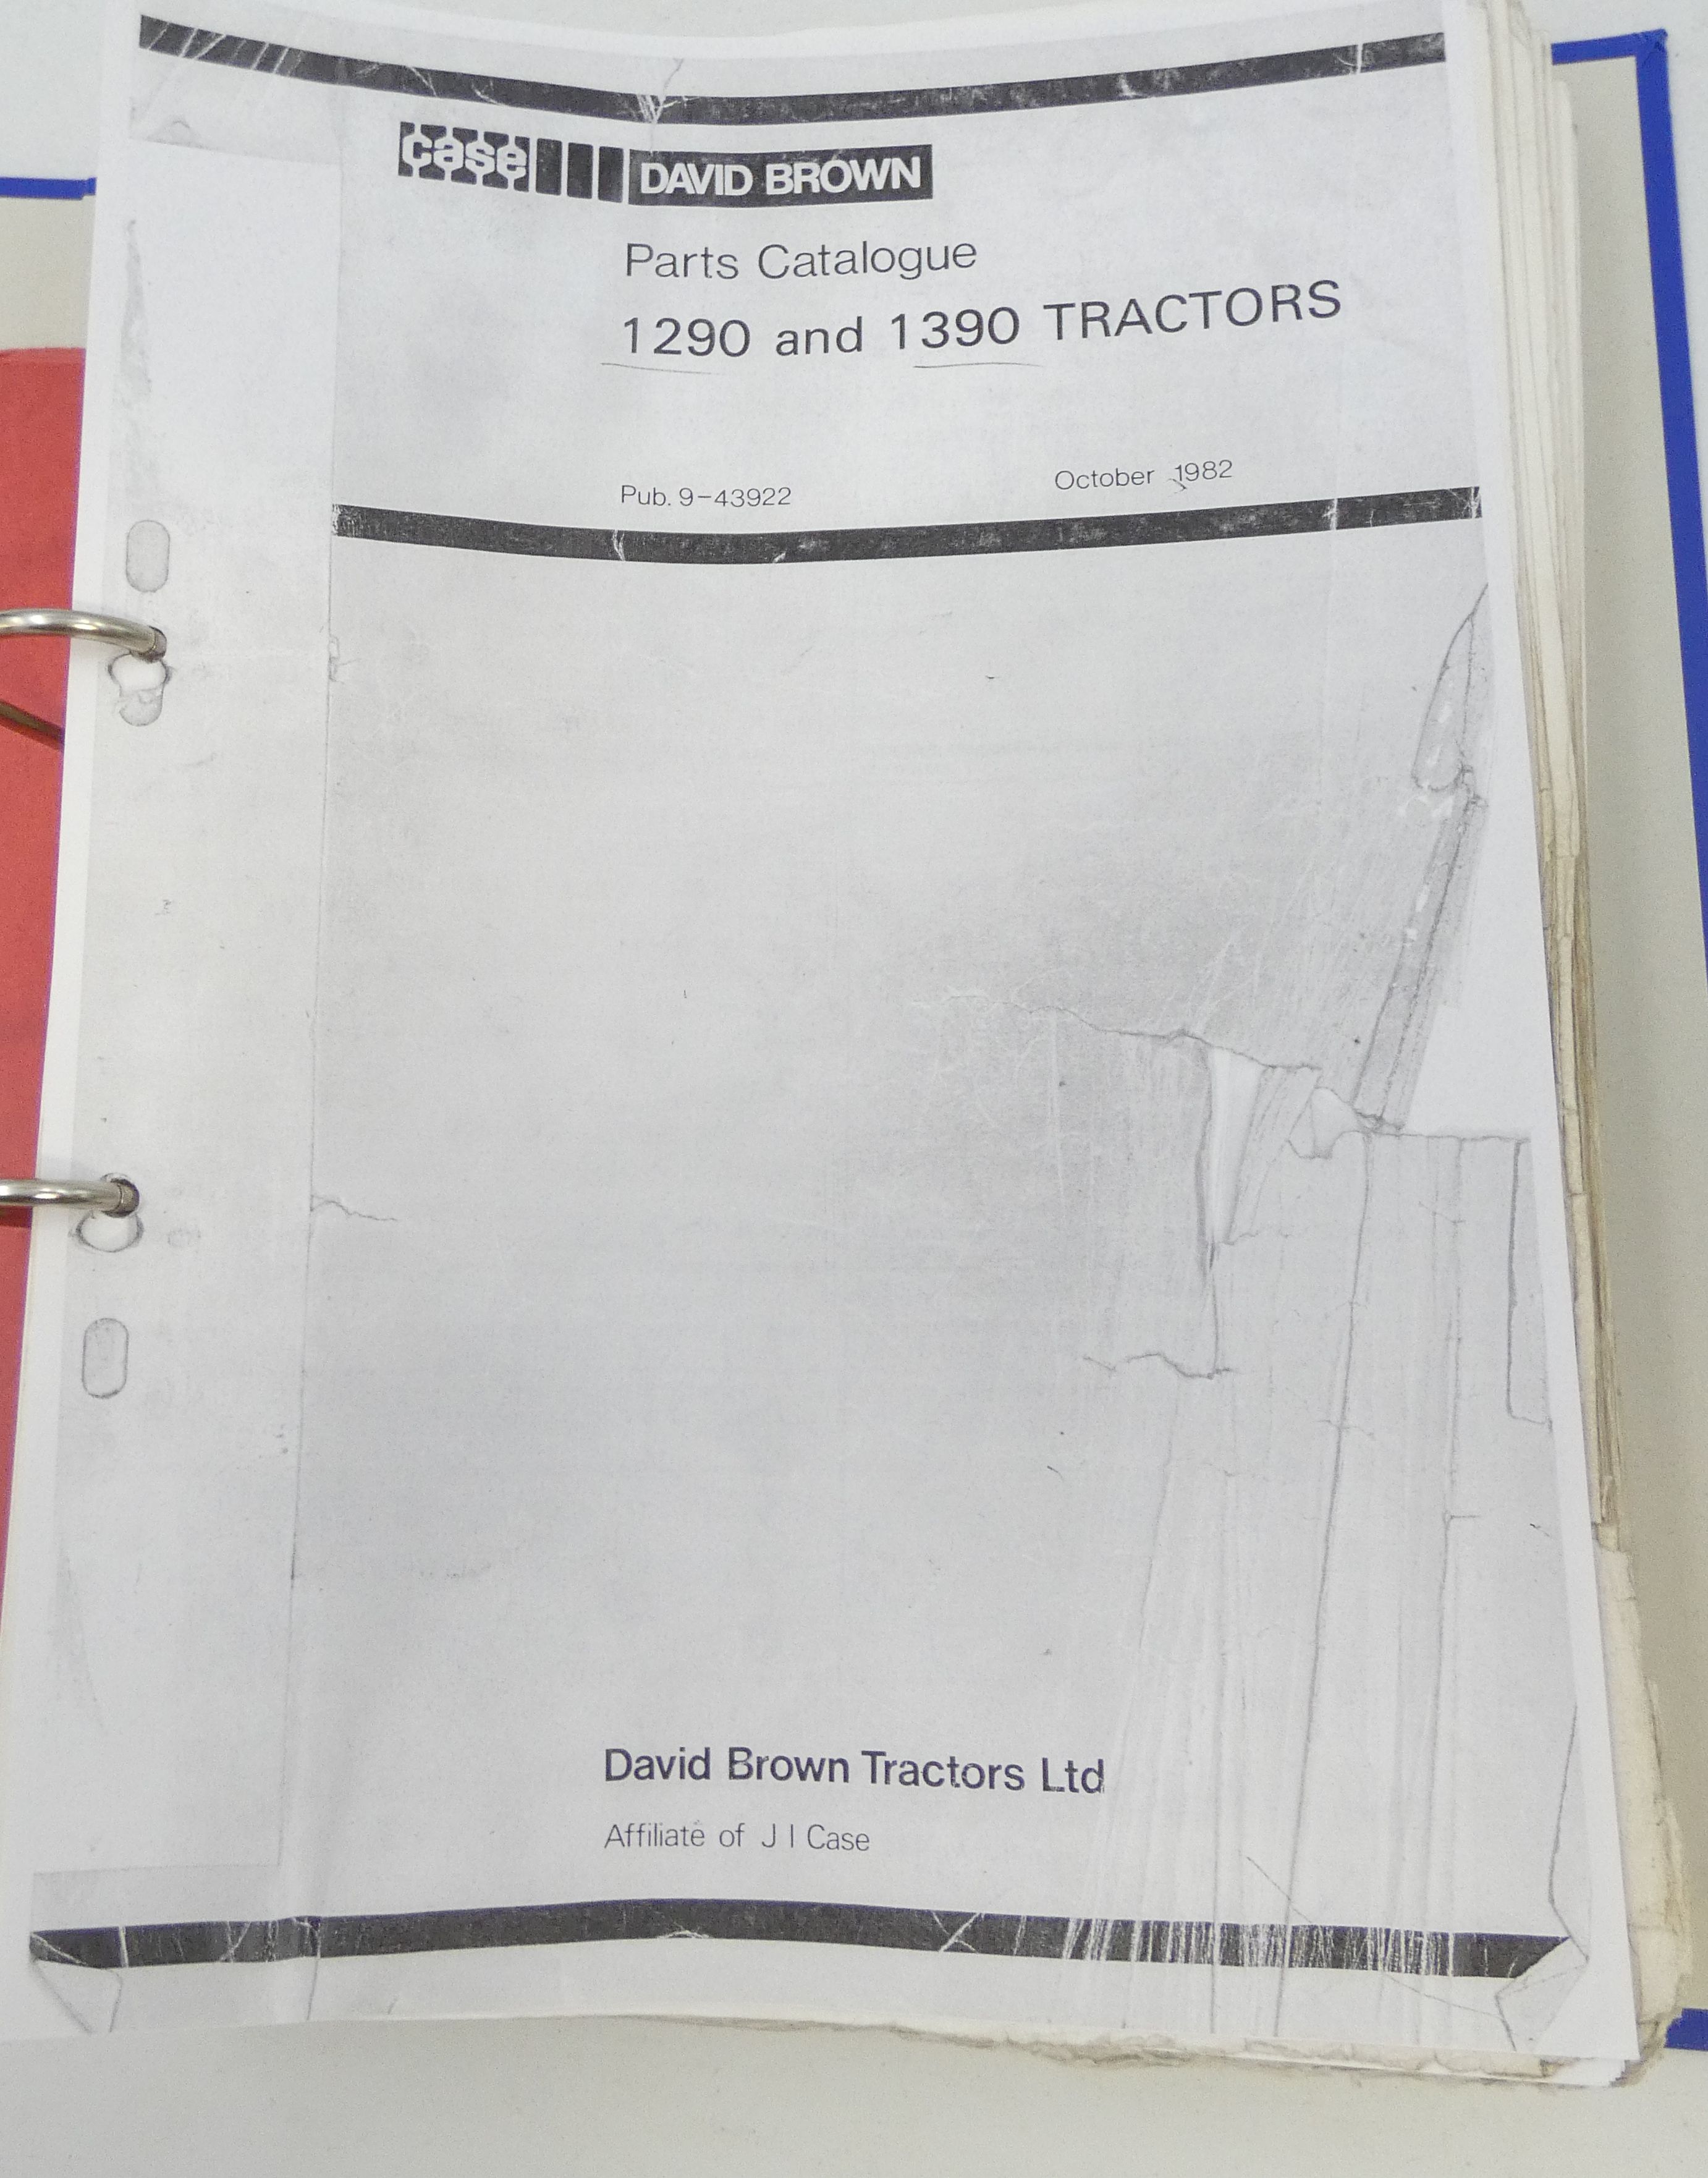 case DAVID BROWN
Parts Catalogue
1290 and 1390 TRACTORS
Pub. 9-43922 October 1982
David Brown Tractors Ltd
Affiliate of J I Case